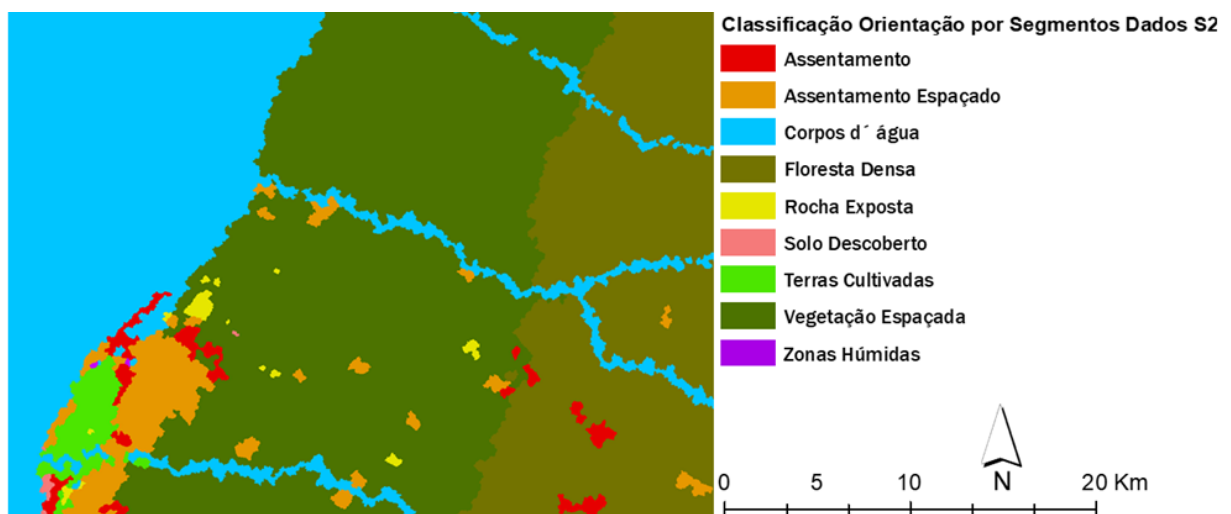 Classificação Orientação por Segmentos Dados S2
Assentamento
Assentamento Espaçado
Corpos d´ água
Floresta Densa
Rocha Exposta
Solo Descoberto
Terras Cultivadas
Vegetação Espaçada
Zonas Húmidas
N
0 5 10 20 Km